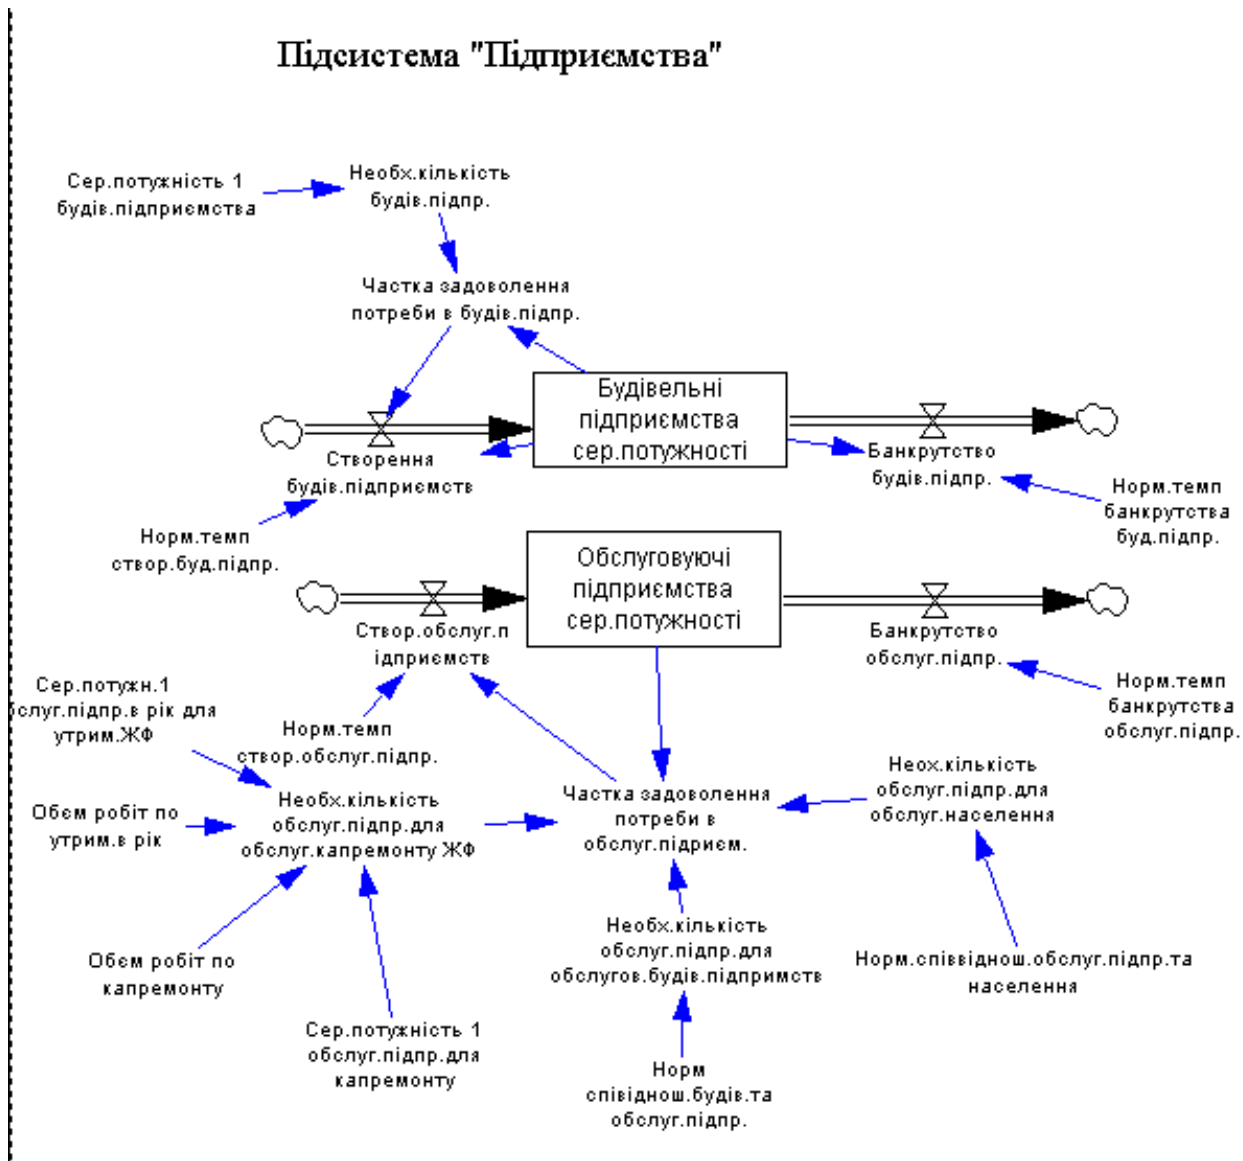 Підсистема "Підприємства"
Сер.потужність 1
будів.підприємства
Необх.кількість
будів.підпр.
Частка задоволення
потреби в будів.підпр.
Будівельні
підприємства
сер.потужності
Створення
будів.підприємств
Банкрутство
будів.підпр.
Норм.темп
створ.буд.підпр.
Норм.темп
банкрутства
буд.підпр.
Обслуговуючі
підприємства
сер.потужності
Створ.обслуг.п
ідприємств
Банкрутство
обслуг.підпр.
Сер.потужн.1
бслуг.підпр.в рік для
утрим.ЖФ
Норм.темп
створ.обслуг.підпр.
Норм.темп
банкрутства
обслуг.підпр.
Обєм робіт по
утрим.в рік
Необх.кількість
обслуг.підпр.для
обслуг.капремонту ЖФ
Частка задоволення
потреби в
обслуг.підриєм.
Неох.кількість
обслуг.підпр.для
обслуг.населення
Обєм робіт по
капремонту
Необх.кількість
обслуг.підпр.для
обслугов.будів.підпримств
Норм.співвіднош.обслуг.підпр.та
населення
Сер.потужність 1
обслуг.підпр.для
капремонту
Норм
співіднош.будів.та
обслуг.підпр.